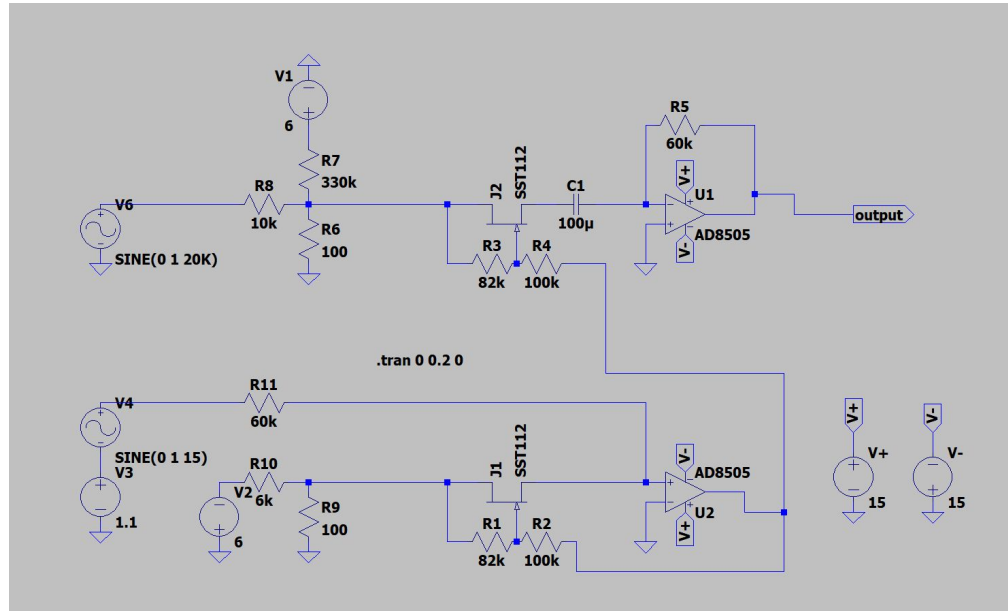 V1
6
R7
330k
R8
10k
R6
100
V6
SINE(0 1 20K)
J2
SST112
C1
100µ
R5
60k
V+
U1
AD8505
V-
output
R3
82k
R4
100k
.tran 0 0.2 0
V4
SINE(0 1 15)
V3
1.1
R11
60k
R10
6k
V2
6
R9
100
J1
SST112
R1
82k
R2
100k
V-
AD8505
U2
V+
V+
V+
15
V-
V-
15